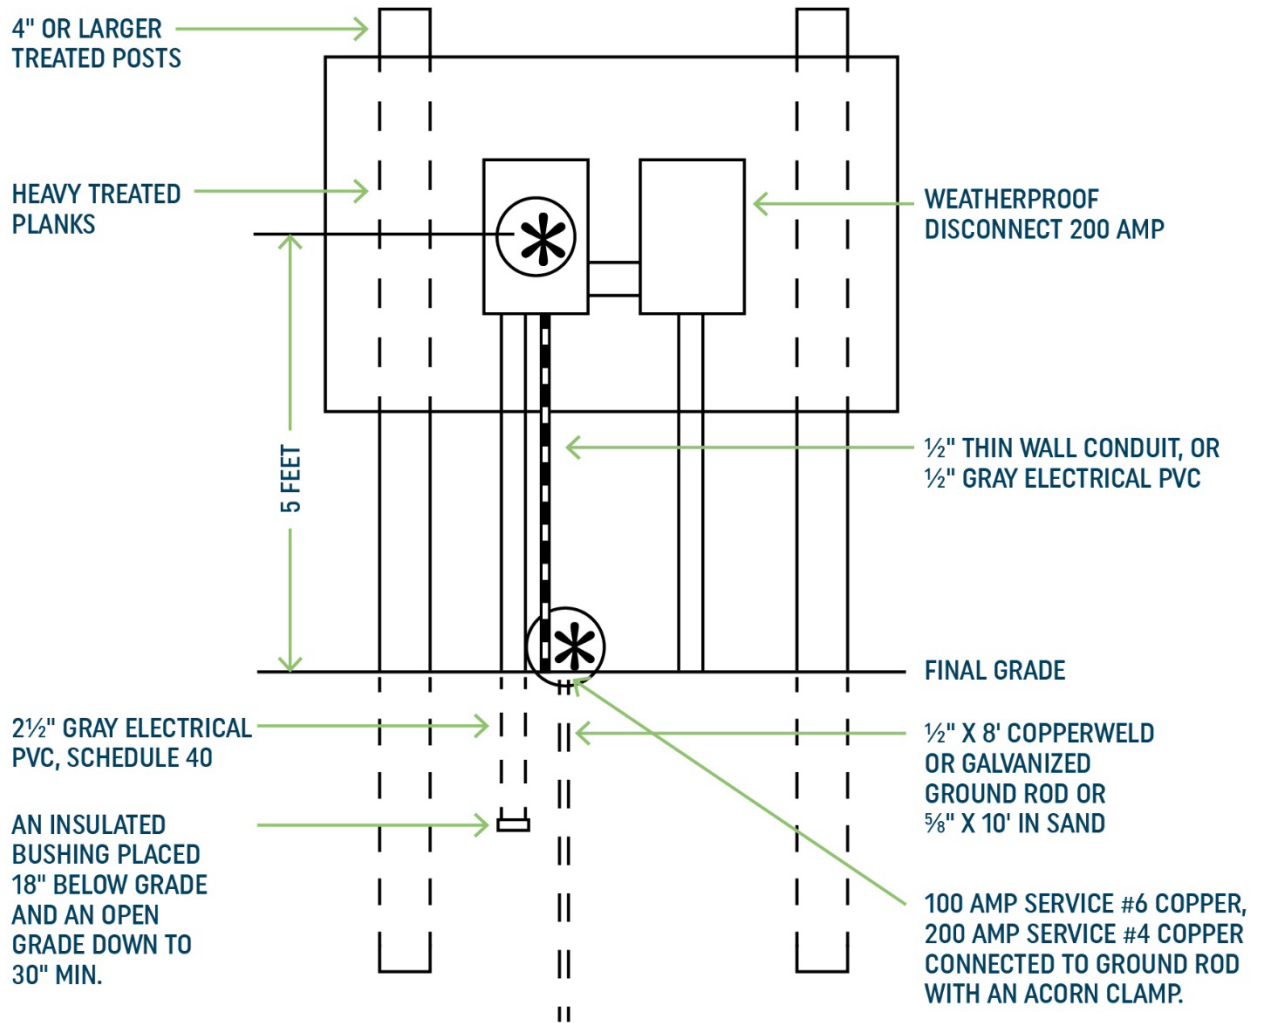 4" OR LARGER
TREATED POSTS
HEAVY TREATED
PLANKS
WEATHERPROOF
DISCONNECT 200 AMP
*
5 FEET
½" THIN WALL CONDUIT, OR
½" GRAY ELECTRICAL PVC
*
FINAL GRADE
2½" GRAY ELECTRICAL
PVC, SCHEDULE 40
½" X 8' COPPERWELD
OR GALVANIZED
GROUND ROD OR
⅝" X 10' IN SAND
AN INSULATED
BUSHING PLACED
18" BELOW GRADE
AND AN OPEN
GRADE DOWN TO
30" MIN.
100 AMP SERVICE #6 COPPER,
200 AMP SERVICE #4 COPPER
CONNECTED TO GROUND ROD
WITH AN ACORN CLAMP.